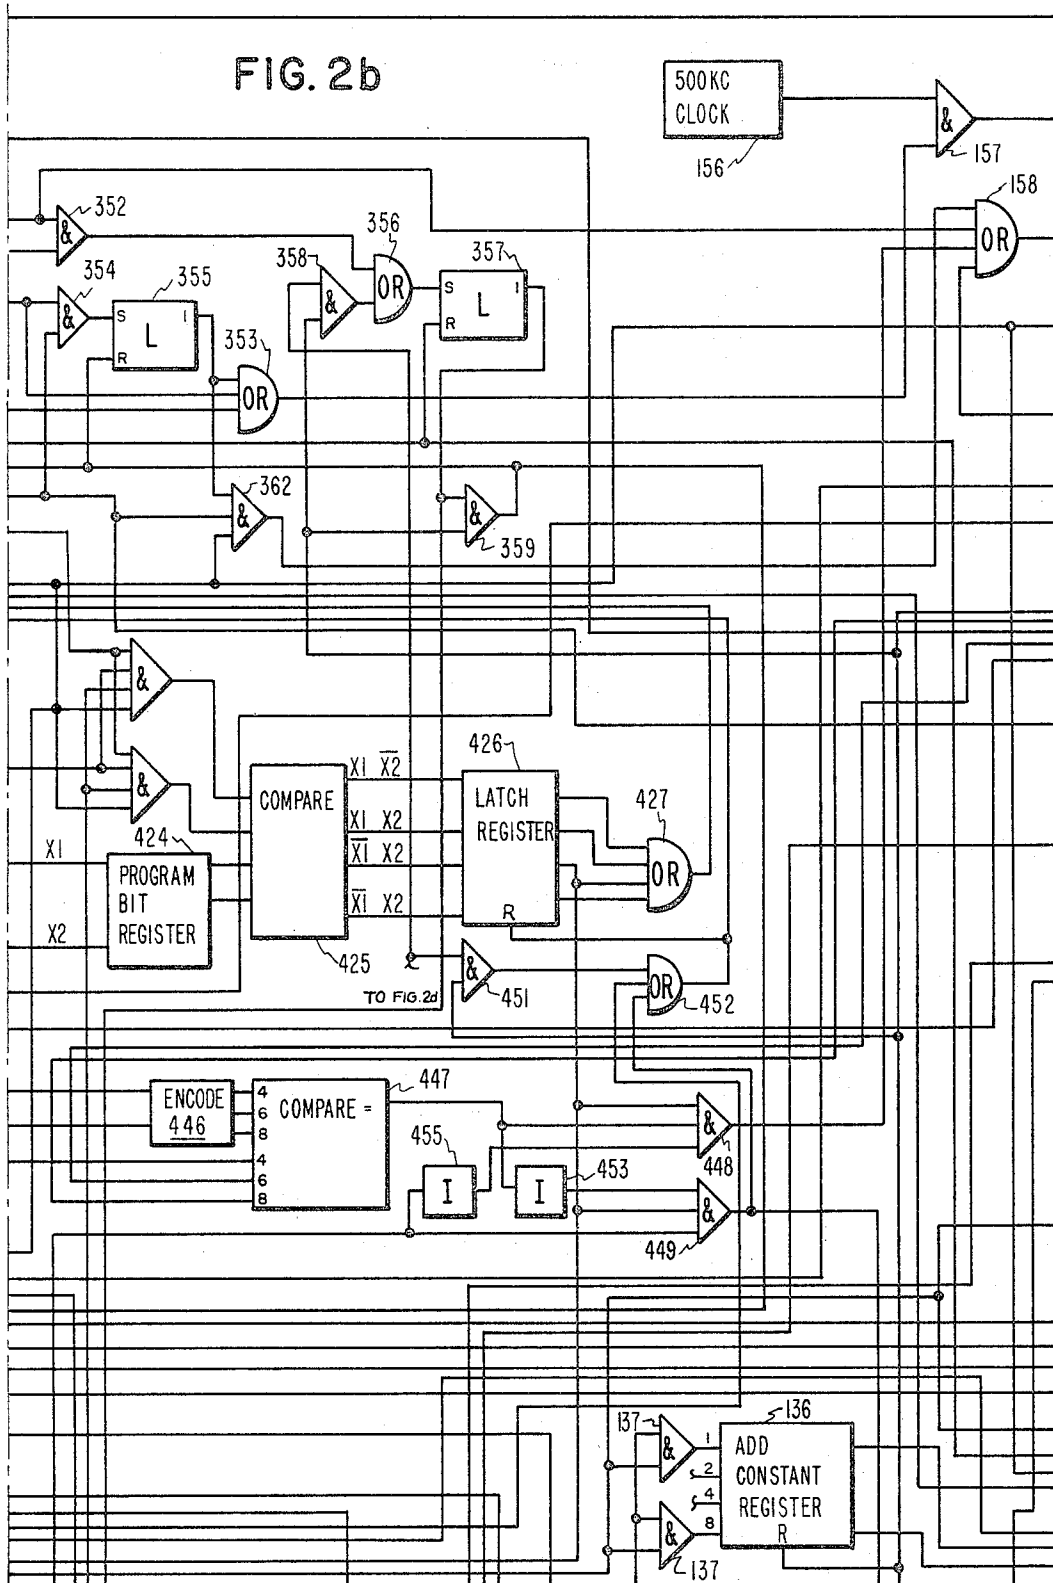 FIG. 2b
500KC
CLOCK
156
&
157
158
OR
352
&
356
OR
358
&
357
S 1
L
R
354
&
355
S 1
L
R
353
OR
362
&
&
359
&
&
424
X1
PROGRAM
BIT
REGISTER
X2
COMPARE
425
X1 X̅2̅
X1 X2
X̅1̅ X2
X̅1̅ X2
426
LATCH
REGISTER
R
427
OR
TO FIG. 2d
&
451
OR
452
ENCODE
446
4
6
8
4
6
8
COMPARE =
447
455
I
453
I
&
448
&
449
137
&
136
1
2
4
8
ADD
CONSTANT
REGISTER
R
&
137